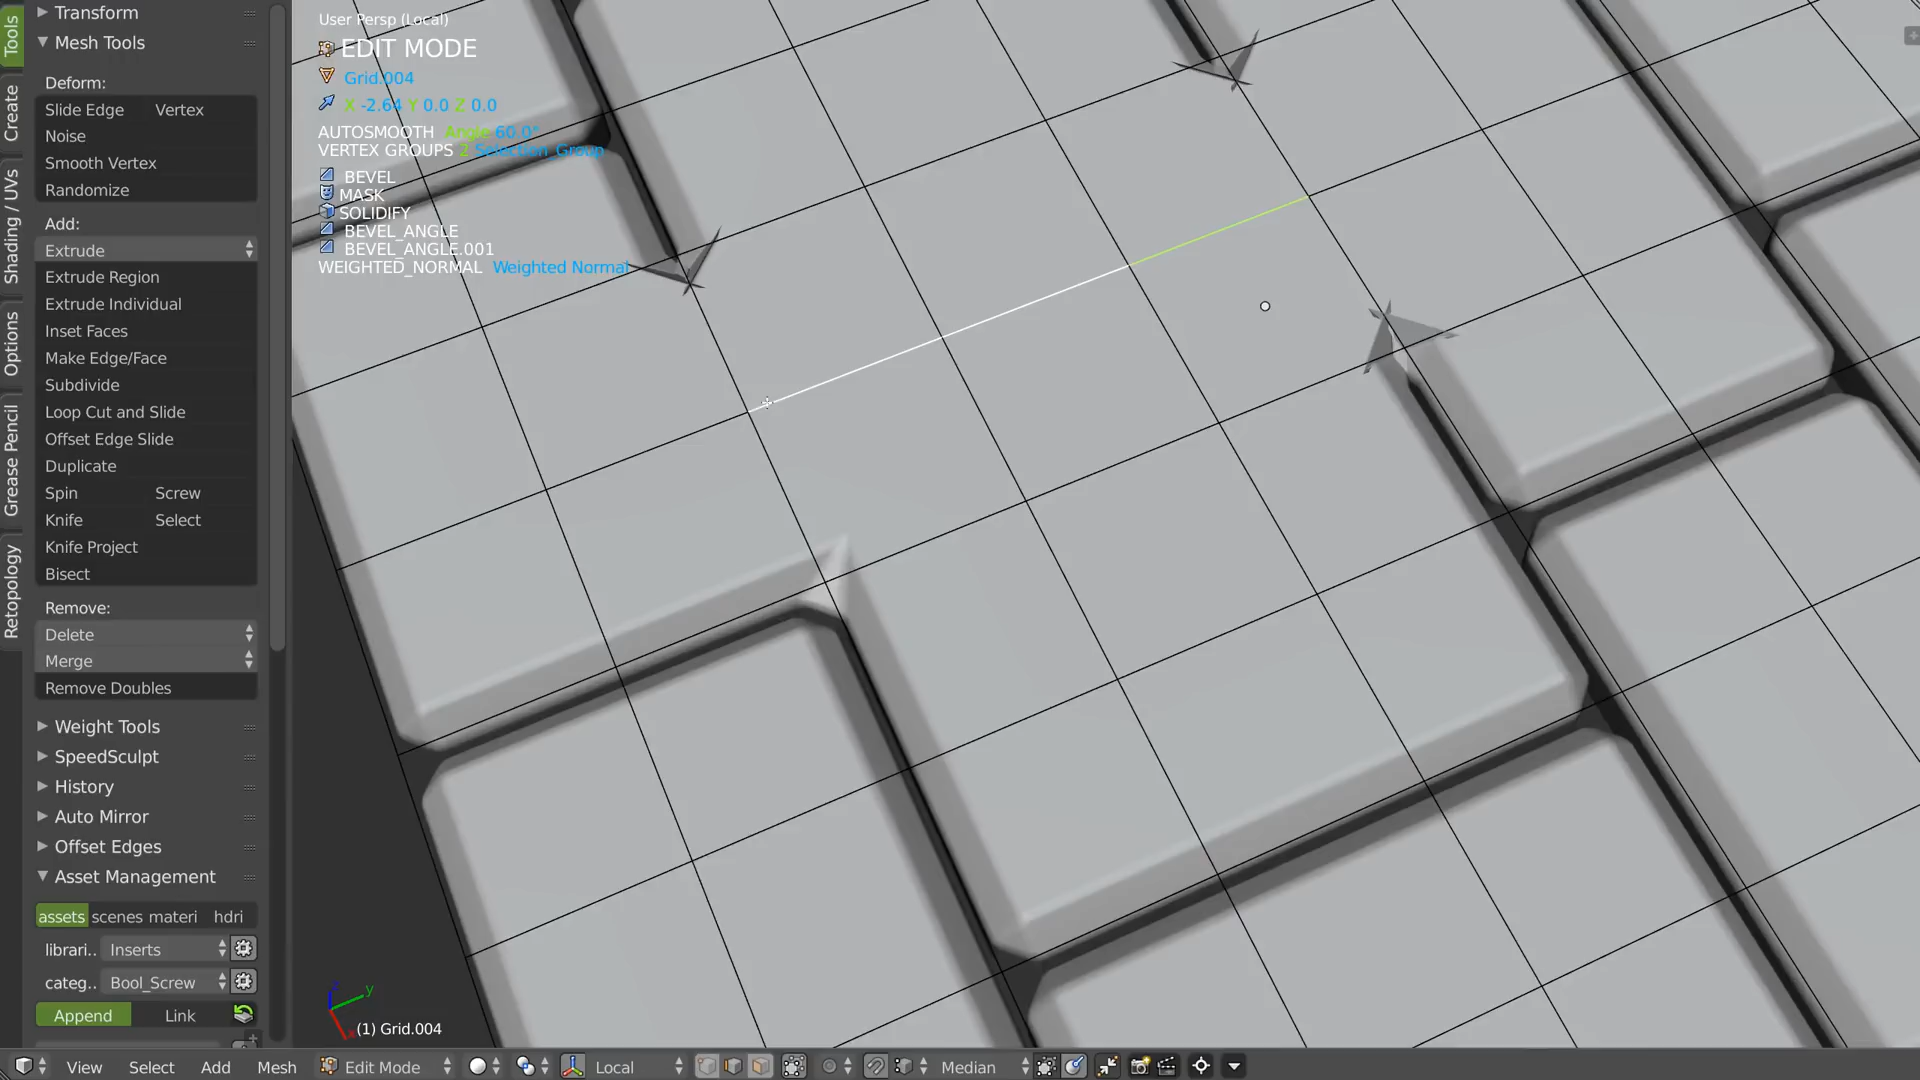 Tools
Create
Shading / UVs
Options
Grease Pencil
Retopology
Transform
Mesh Tools
Deform:
Slide Edge Vertex
Noise
Smooth Vertex
Randomize
Add:
Extrude
Extrude Region
Extrude Individual
Inset Faces
Make Edge/Face
Subdivide
Loop Cut and Slide
Offset Edge Slide
Duplicate
Spin Screw
Knife Select
Knife Project
Bisect
Remove:
Delete
Merge
Remove Doubles
Weight Tools
SpeedSculpt
History
Auto Mirror
Offset Edges
Asset Management
assets scenes materi hdri
librari.. Inserts
categ.. Bool_Screw
Append Link
User Persp (Local)
EDIT MODE
Grid.004
X -2.64 Y 0.0 Z 0.0
AUTOSMOOTH Angle 60.0°
VERTEX GROUPS 2 Selection_Group
BEVEL
MASK
SOLIDIFY
BEVEL_ANGLE
BEVEL_ANGLE.001
WEIGHTED_NORMAL Weighted Normal
z
y
x
(1) Grid.004
View Select Add Mesh Edit Mode Local Median